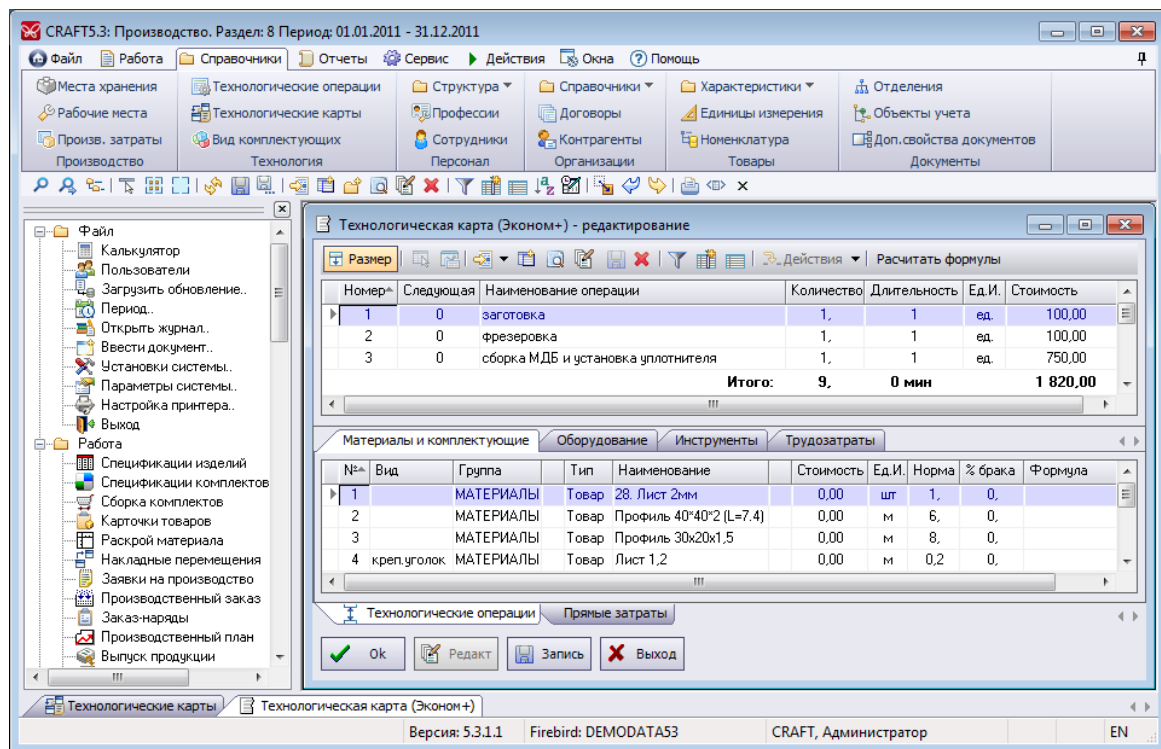 CRAFT5.3: Производство. Раздел: 8 Период: 01.01.2011 - 31.12.2011
Файл Работа Справочники Отчеты Сервис Действия Окна Помощь
Места хранения Технологические операции Структура Справочники Характеристики Отделения
Рабочие места Технологические карты Профессии Договоры Единицы измерения Объекты учета
Произв. затраты Вид комплектующих Сотрудники Контрагенты Номенклатура Доп.свойства документов
Производство Технология Персонал Организации Товары Документы
Файл
Калькулятор
Пользователи
Загрузить обновление..
Период..
Открыть журнал..
Ввести документ..
Установки системы..
Параметры системы..
Настройка принтера..
Выход
Работа
Спецификации изделий
Спецификации комплектов
Сборка комплектов
Карточки товаров
Раскрой материала
Накладные перемещения
Заявки на производство
Производственный заказ
Заказ-наряды
Производственный план
Выпуск продукции
Технологическая карта (Эконом+) - редактирование
Размер Действия Расчитать формулы
Номер Следующая Наименование операции Количество Длительность Ед.И. Стоимость
1 0 заготовка 1, 1 ед. 100,00
2 0 фрезеровка 1, 1 ед. 100,00
3 0 сборка МДБ и установка уплотнителя 1, 1 ед. 750,00
Итого: 9, 0 мин 1 820,00
Материалы и комплектующие Оборудование Инструменты Трудозатраты
№ Вид Группа Тип Наименование Стоимость Ед.И. Норма % брака Формула
1 МАТЕРИАЛЫ Товар 28. Лист 2мм 0,00 шт 1, 0,
2 МАТЕРИАЛЫ Товар Профиль 40*40*2 (L=7.4) 0,00 м 6, 0,
3 МАТЕРИАЛЫ Товар Профиль 30х20х1,5 0,00 м 8, 0,
4 креп.уголок МАТЕРИАЛЫ Товар Лист 1,2 0,00 м 0,2 0,
Технологические операции Прямые затраты
Ok Редакт Запись Выход
Технологические карты Технологическая карта (Эконом+)
Версия: 5.3.1.1 Firebird: DEMODATA53 CRAFT, Администратор EN